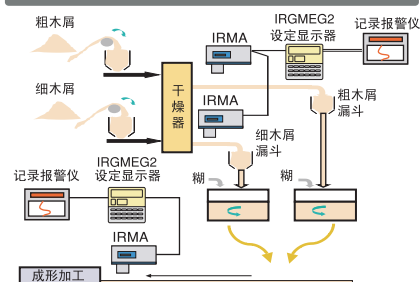 粗木屑
IRMA
IRGMEG2
设定显示器
记录报警仪
细木屑
干燥器
IRMA
粗木屑
漏斗
细木屑
漏斗
糊
糊
记录报警仪
IRGMEG2
设定显示器
IRMA
成形加工